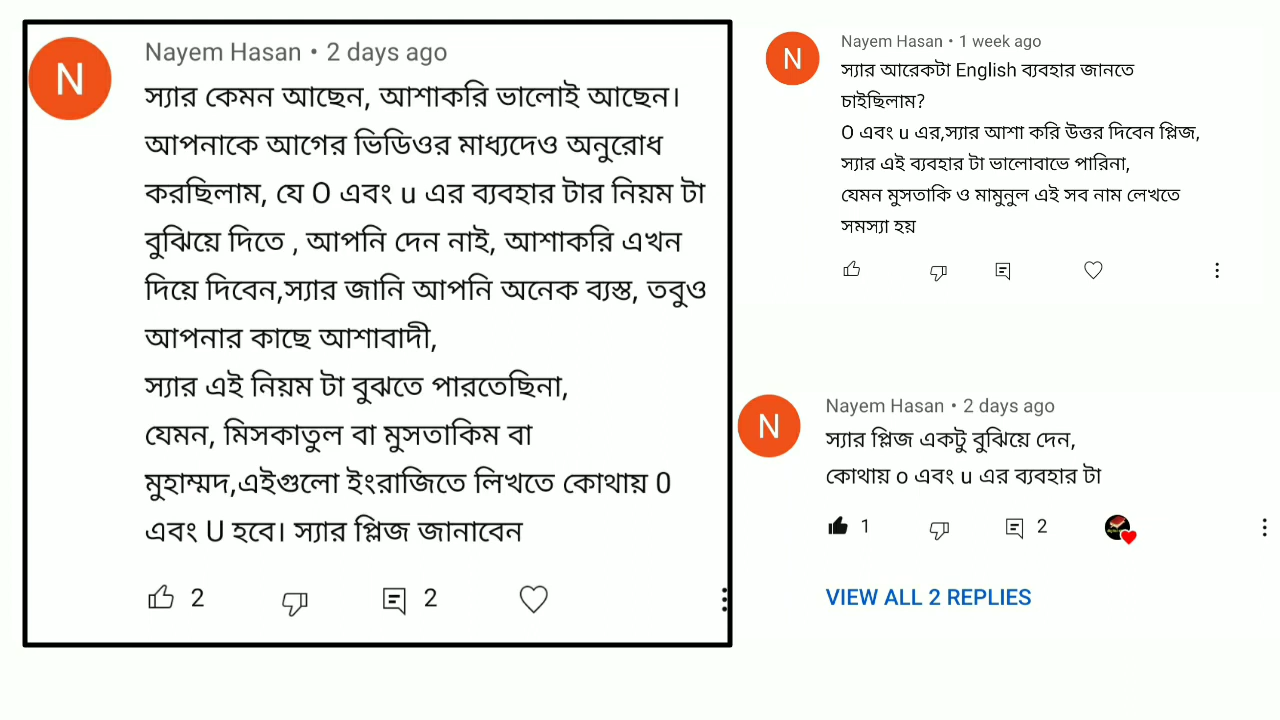 Nayem Hasan • 2 days ago
স্যার কেমন আছেন, আশাকরি ভালোই আছেন।
আপনাকে আগের ভিডিওর মাধ্যদেও অনুরোধ
করছিলাম, যে O এবং u এর ব্যবহার টার নিয়ম টা
বুঝিয়ে দিতে , আপনি দেন নাই, আশাকরি এখন
দিয়ে দিবেন,স্যার জানি আপনি অনেক ব্যস্ত, তবুও
আপনার কাছে আশাবাদী,
স্যার এই নিয়ম টা বুঝতে পারতেছিনা,
যেমন, মিসকাতুল বা মুসতাকিম বা
মুহাম্মদ,এইগুলো ইংরাজিতে লিখতে কোথায় 0
এবং U হবে। স্যার প্লিজ জানাবেন
2
2
N
Nayem Hasan • 1 week ago
স্যার আরেকটা English ব্যবহার জানতে
চাইছিলাম?
O এবং u এর,স্যার আশা করি উত্তর দিবেন প্লিজ,
স্যার এই ব্যবহার টা ভালোবাভে পারিনা,
যেমন মুসতাকি ও মামুনুল এই সব নাম লেখতে
সমস্যা হয়
N
Nayem Hasan • 2 days ago
স্যার প্লিজ একটু বুঝিয়ে দেন,
কোথায় o এবং u এর ব্যবহার টা
1
2
N
VIEW ALL 2 REPLIES
N